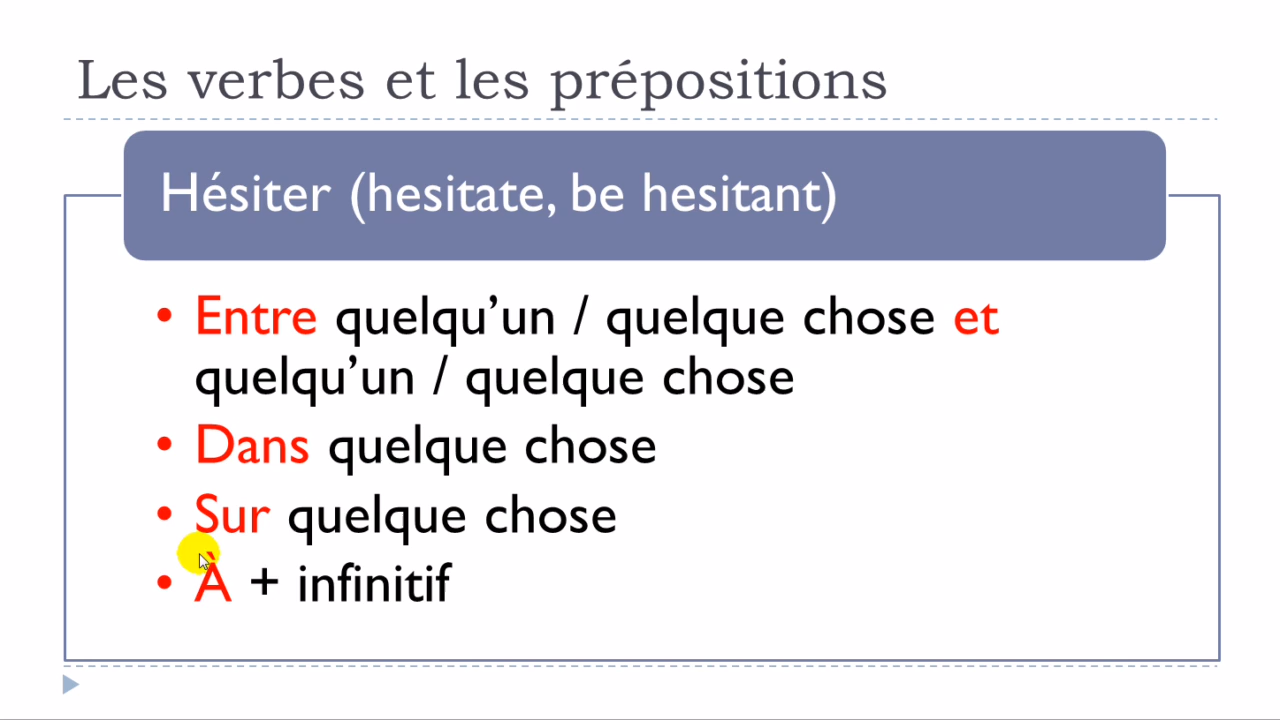 Les verbes et les prépositions
Hésiter (hesitate, be hesitant)
• Entre quelqu’un / quelque chose et
quelqu’un / quelque chose
• Dans quelque chose
• Sur quelque chose
• À + infinitif